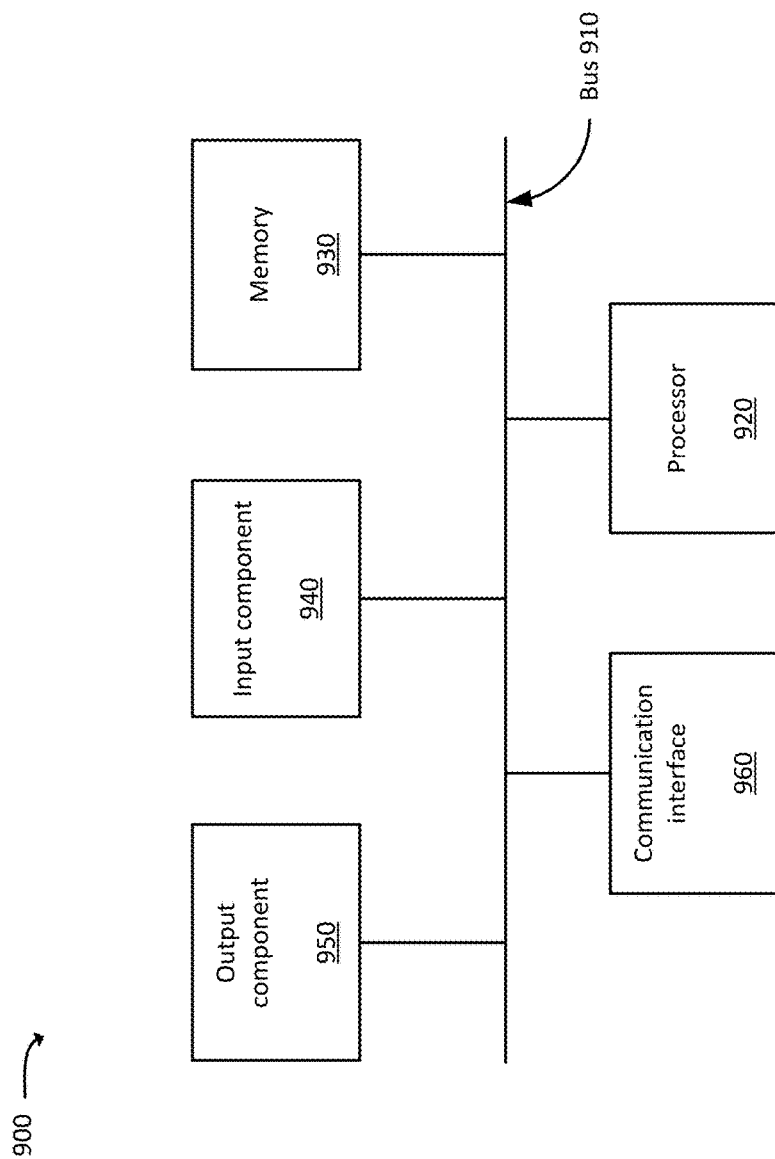 900
Output
component
950
Input component
940
Memory
930
Communication
interface
960
Processor
920
Bus 910